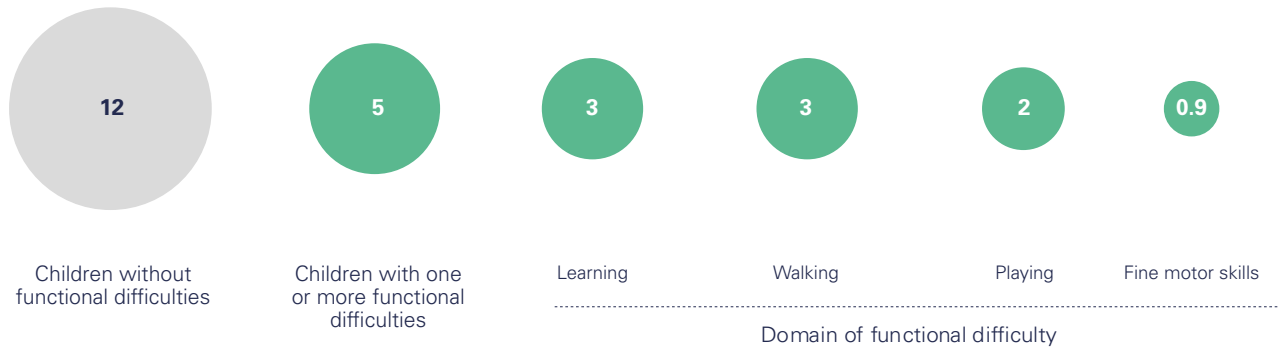 12
5
3
3
2
0.9
Children without
functional difficulties
Children with one
or more functional
difficulties
Learning
Walking
Playing
Fine motor skills
Domain of functional difficulty